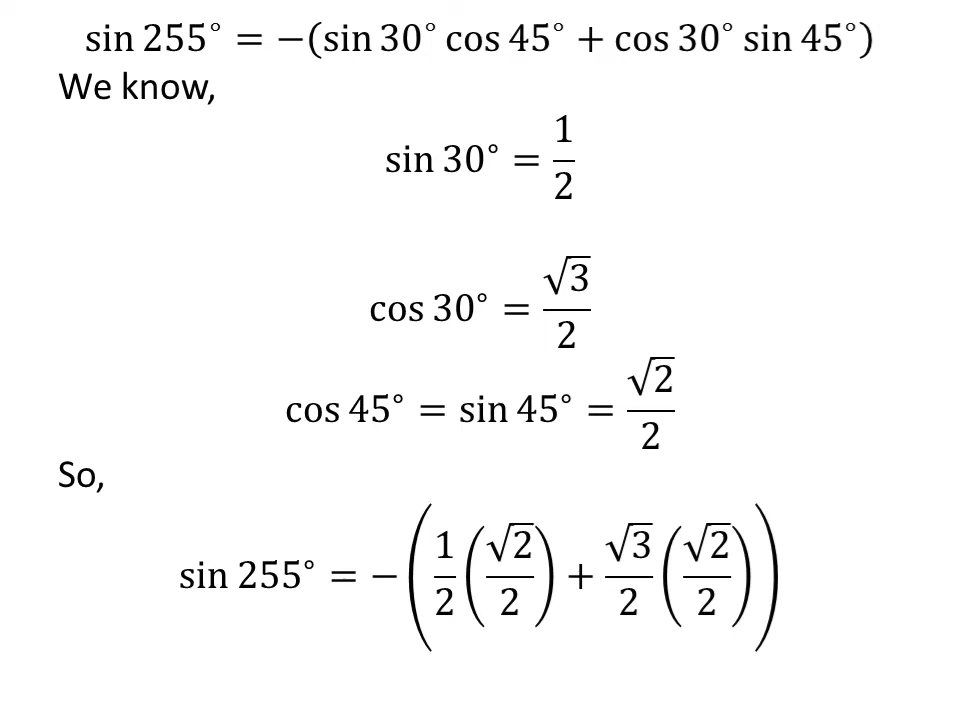 sin 255° = −(sin 30° cos 45° + cos 30° sin 45°)
We know,
sin 30° = 1/2
cos 30° = √3/2
cos 45° = sin 45° = √2/2
So,
sin 255° = −(1/2(√2/2) + √3/2(√2/2))